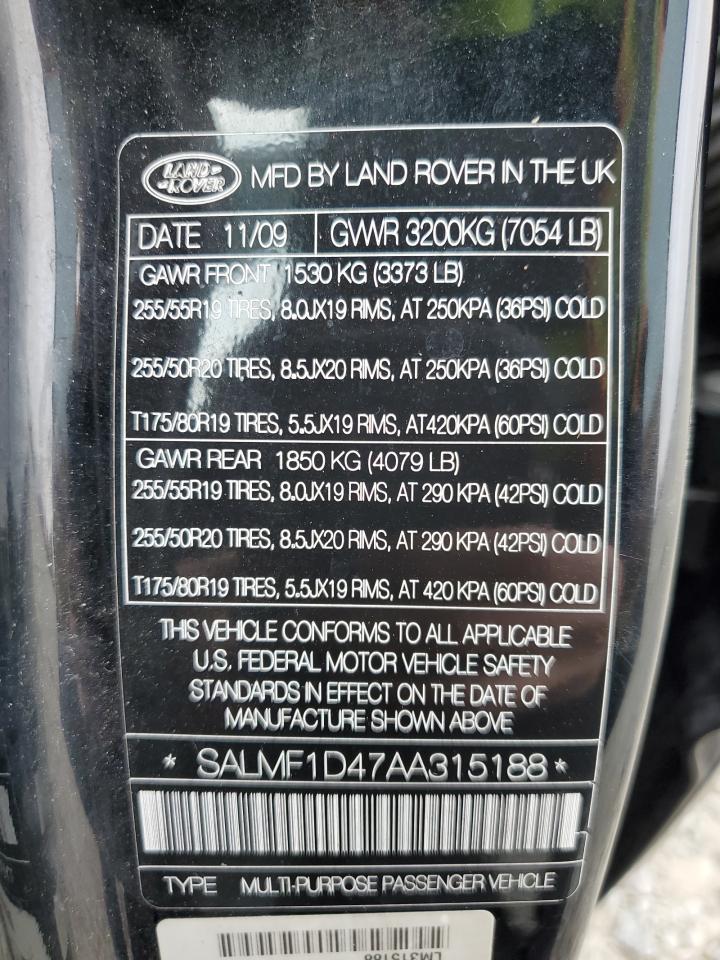 LAND ROVER MFD BY LAND ROVER IN THE UK
DATE 11/09 GVWR 3200KG (7054 LB)
GAWR FRONT 1530 KG (3373 LB)
255/55R19 TIRES, 8.0JX19 RIMS, AT 250KPA (36PSI) COLD
255/50R20 TIRES, 8.5JX20 RIMS, AT 250KPA (36PSI) COLD
T175/80R19 TIRES, 5.5JX19 RIMS, AT420KPA (60PSI) COLD
GAWR REAR 1850 KG (4079 LB)
255/55R19 TIRES, 8.0JX19 RIMS, AT 290 KPA (42PSI) COLD
255/50R20 TIRES, 8.5JX20 RIMS, AT 290 KPA (42PSI) COLD
T175/80R19 TIRES, 5.5JX19 RIMS, AT 420 KPA (60PSI) COLD
THIS VEHICLE CONFORMS TO ALL APPLICABLE
U.S. FEDERAL MOTOR VEHICLE SAFETY
STANDARDS IN EFFECT ON THE DATE OF
MANUFACTURE SHOWN ABOVE
* SALMF1D47AA315188 *
TYPE MULTI-PURPOSE PASSENGER VEHICLE
LM315188